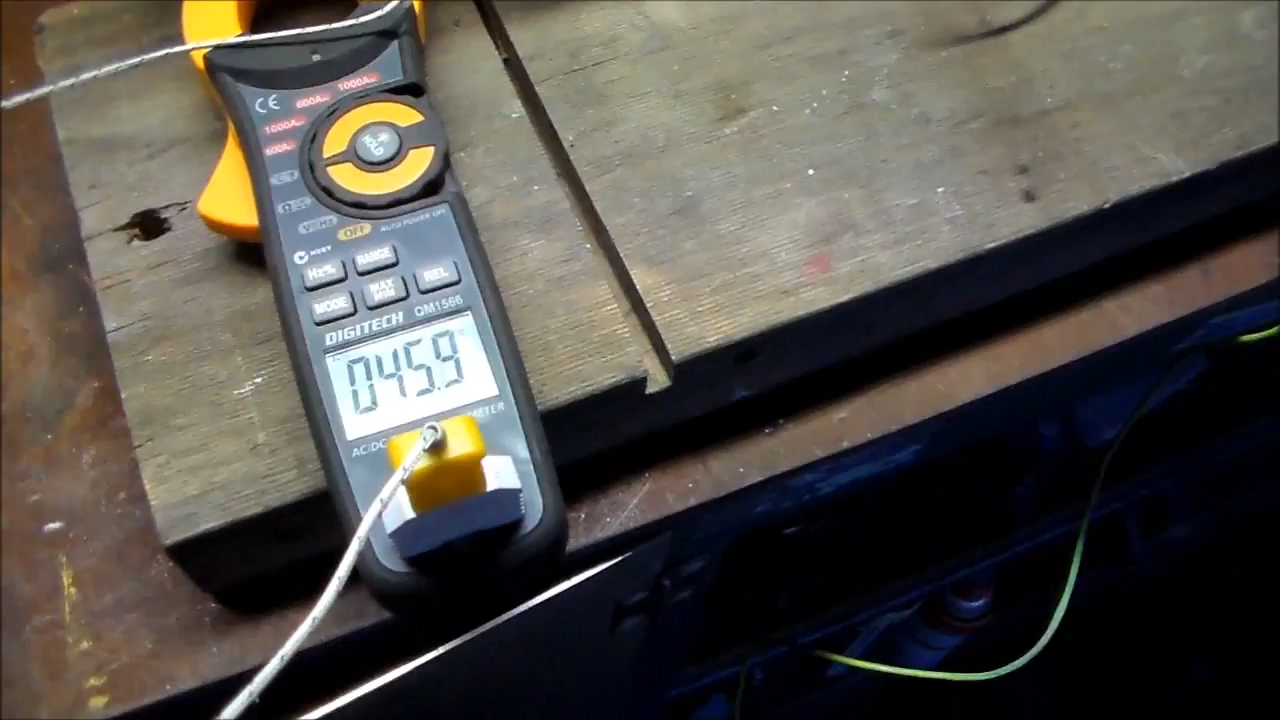 1000A
600A
CE
1000A
600A
HOLD
OFF
AUTO POWER OFF
Hz%
RANGE
REL
MODE
MAX
MIN
DIGITECH QM1566
045.9
AC/DC METER